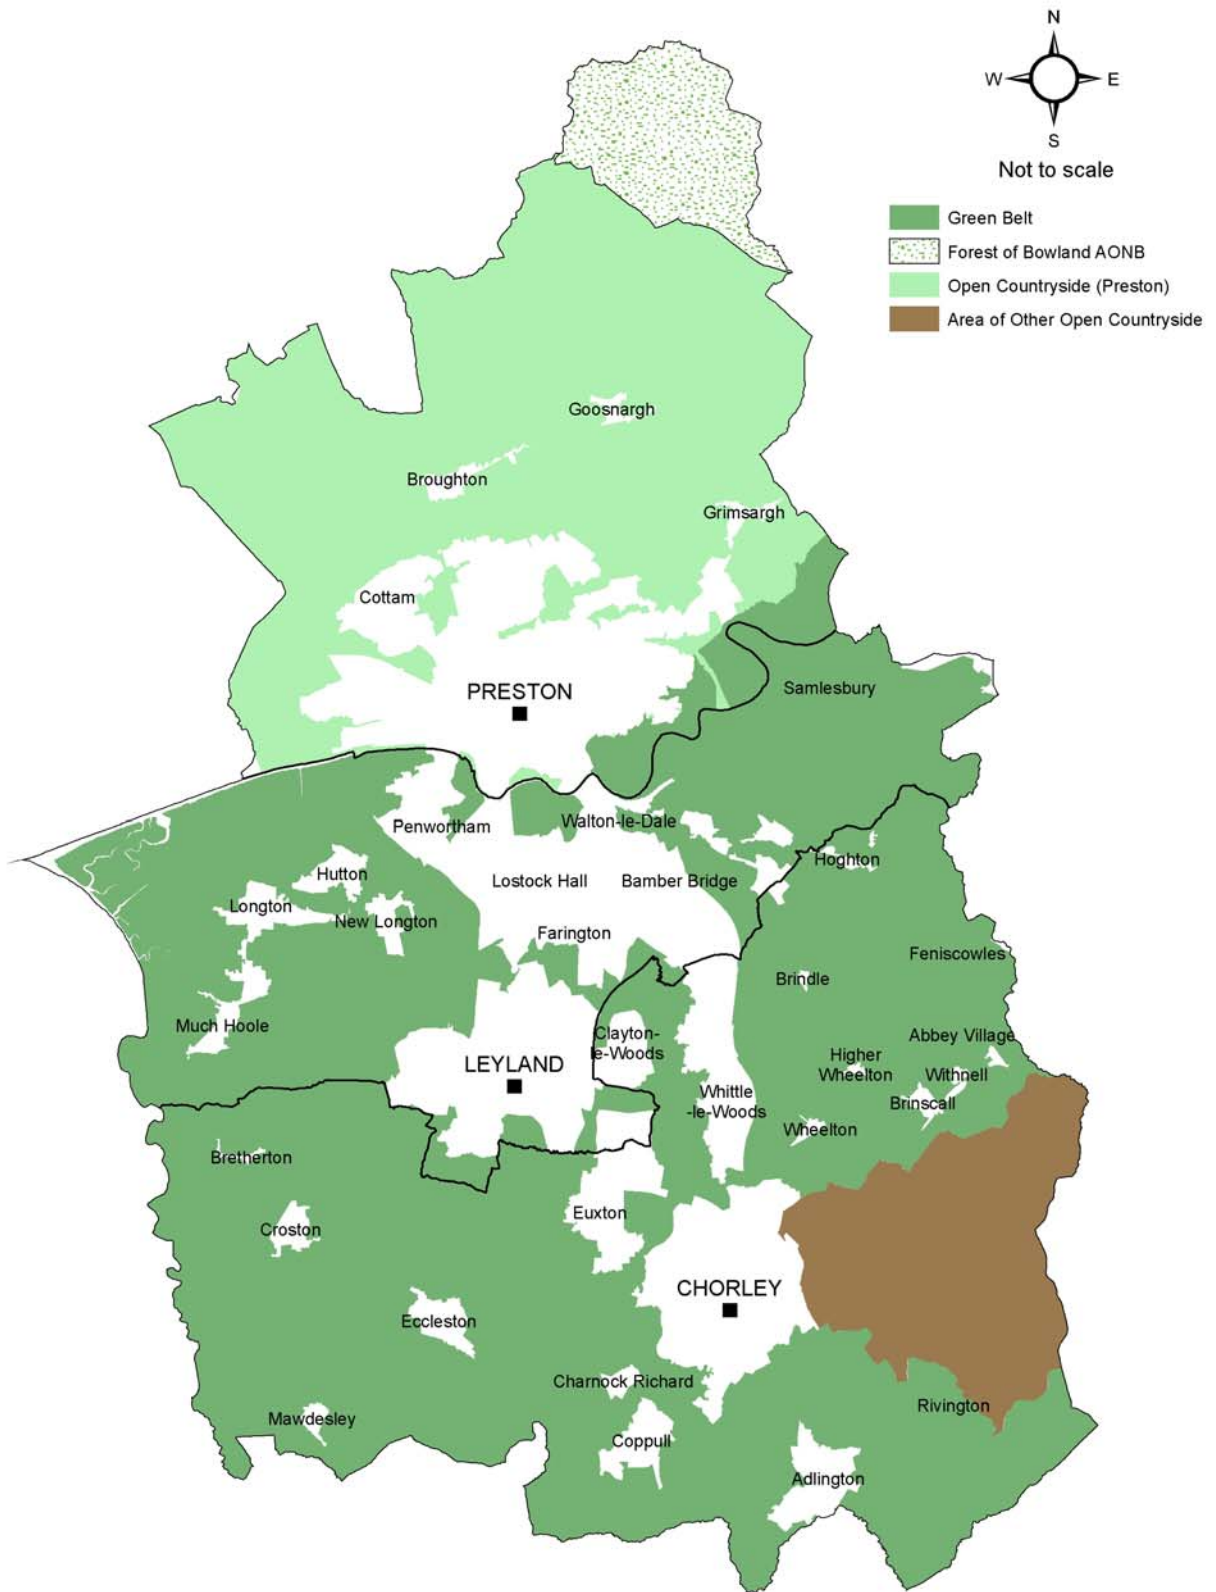 N
W
E
S
Not to scale
Green Belt
Forest of Bowland AONB
Open Countryside (Preston)
Area of Other Open Countryside
Goosnargh
Broughton
Grimsargh
Cottam
Samlesbury
PRESTON
Walton-le-Dale
Penwortham
Hoghton
Hutton
Lostock Hall
Bamber Bridge
Longton
New Longton
Farington
Feniscowles
Brindle
Much Hoole
Clayton-
le-Woods
Abbey Village
Higher
Wheelton
LEYLAND
Withnell
Whittle
-le-Woods
Brinscall
Wheelton
Bretherton
Euxton
Croston
CHORLEY
Eccleston
Charnock Richard
Rivington
Mawdesley
Coppull
Adlington